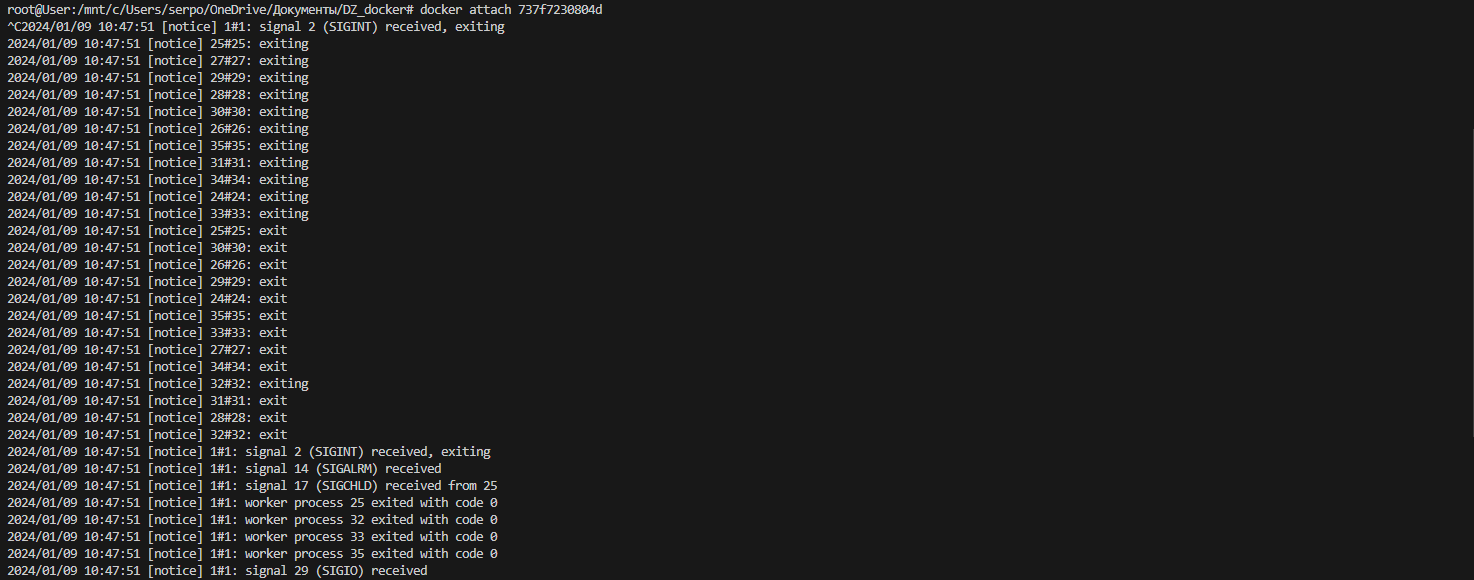 root@User:/mnt/c/Users/serpo/OneDrive/Документы/DZ_docker# docker attach 737f7230804d
^C2024/01/09 10:47:51 [notice] 1#1: signal 2 (SIGINT) received, exiting
2024/01/09 10:47:51 [notice] 25#25: exiting
2024/01/09 10:47:51 [notice] 27#27: exiting
2024/01/09 10:47:51 [notice] 29#29: exiting
2024/01/09 10:47:51 [notice] 28#28: exiting
2024/01/09 10:47:51 [notice] 30#30: exiting
2024/01/09 10:47:51 [notice] 26#26: exiting
2024/01/09 10:47:51 [notice] 35#35: exiting
2024/01/09 10:47:51 [notice] 31#31: exiting
2024/01/09 10:47:51 [notice] 34#34: exiting
2024/01/09 10:47:51 [notice] 24#24: exiting
2024/01/09 10:47:51 [notice] 33#33: exiting
2024/01/09 10:47:51 [notice] 25#25: exit
2024/01/09 10:47:51 [notice] 30#30: exit
2024/01/09 10:47:51 [notice] 26#26: exit
2024/01/09 10:47:51 [notice] 29#29: exit
2024/01/09 10:47:51 [notice] 24#24: exit
2024/01/09 10:47:51 [notice] 35#35: exit
2024/01/09 10:47:51 [notice] 33#33: exit
2024/01/09 10:47:51 [notice] 27#27: exit
2024/01/09 10:47:51 [notice] 34#34: exit
2024/01/09 10:47:51 [notice] 32#32: exiting
2024/01/09 10:47:51 [notice] 31#31: exit
2024/01/09 10:47:51 [notice] 28#28: exit
2024/01/09 10:47:51 [notice] 32#32: exit
2024/01/09 10:47:51 [notice] 1#1: signal 2 (SIGINT) received, exiting
2024/01/09 10:47:51 [notice] 1#1: signal 14 (SIGALRM) received
2024/01/09 10:47:51 [notice] 1#1: signal 17 (SIGCHLD) received from 25
2024/01/09 10:47:51 [notice] 1#1: worker process 25 exited with code 0
2024/01/09 10:47:51 [notice] 1#1: worker process 32 exited with code 0
2024/01/09 10:47:51 [notice] 1#1: worker process 33 exited with code 0
2024/01/09 10:47:51 [notice] 1#1: worker process 35 exited with code 0
2024/01/09 10:47:51 [notice] 1#1: signal 29 (SIGIO) received